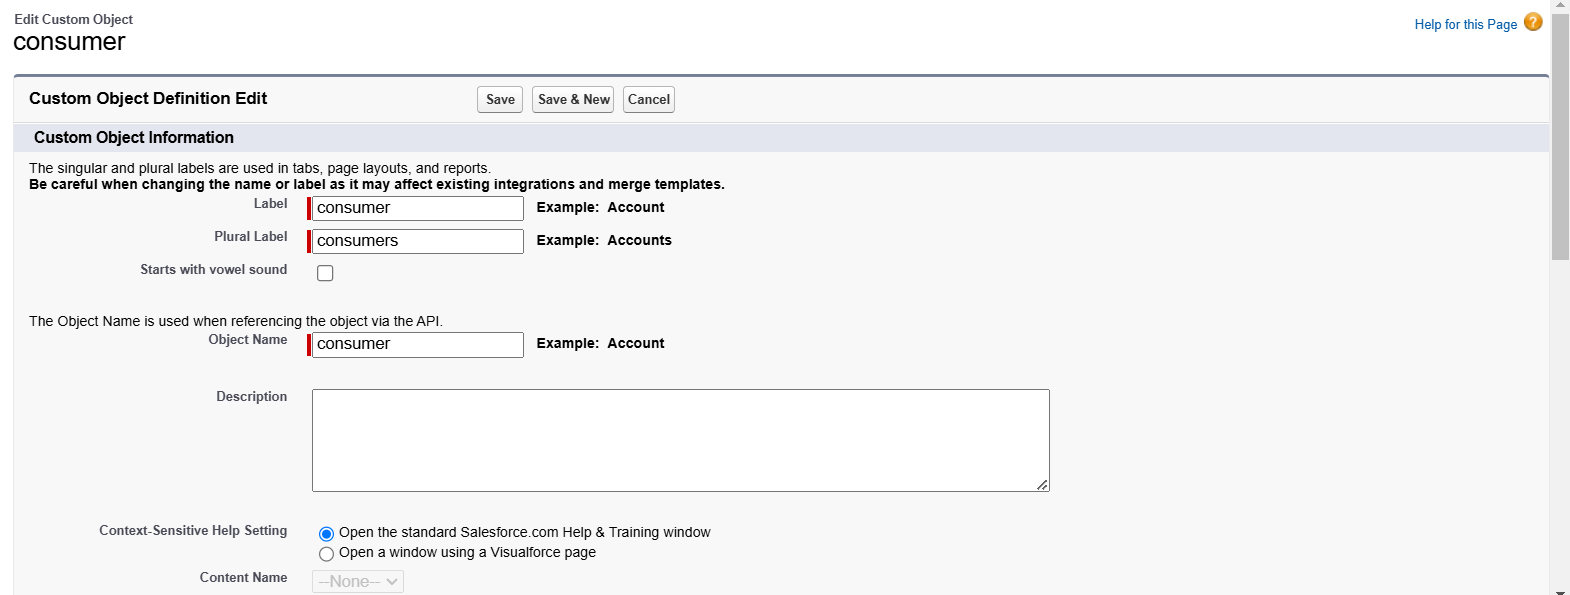 Edit Custom Object
consumer
Help for this Page ?
Custom Object Definition Edit
Save Save & New Cancel
Custom Object Information
The singular and plural labels are used in tabs, page layouts, and reports.
Be careful when changing the name or label as it may affect existing integrations and merge templates.
Label consumer Example: Account
Plural Label consumers Example: Accounts
Starts with vowel sound
The Object Name is used when referencing the object via the API.
Object Name consumer Example: Account
Description
Context-Sensitive Help Setting Open the standard Salesforce.com Help & Training window
Open a window using a Visualforce page
Content Name --None--